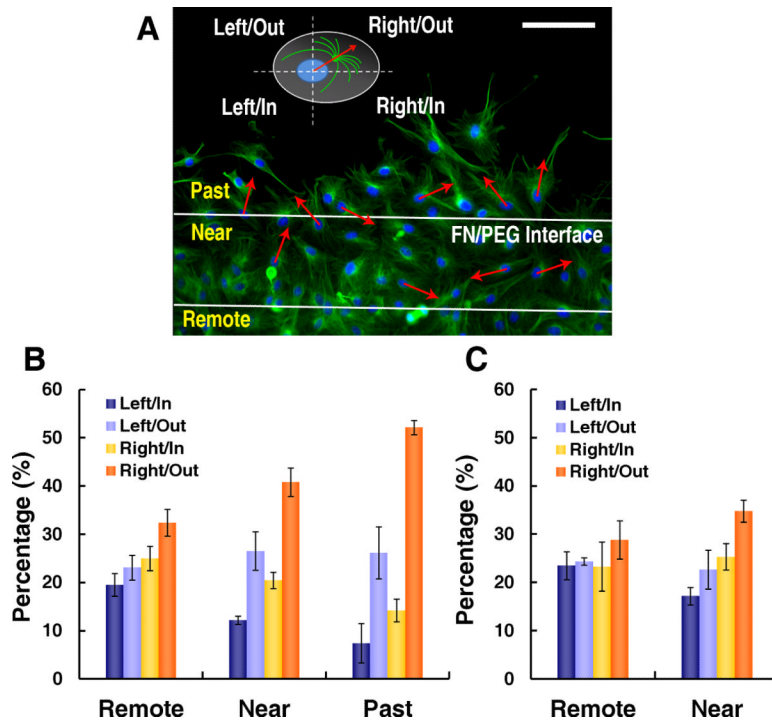 A
Left/Out
Right/Out
Left/In
Right/In
Past
Near
FN/PEG Interface
Remote
B
Percentage (%)
60
50
40
30
20
10
0
Left/In
Left/Out
Right/In
Right/Out
Remote
Near
Past
C
Percentage (%)
60
50
40
30
20
10
0
Left/In
Left/Out
Right/In
Right/Out
Remote
Near